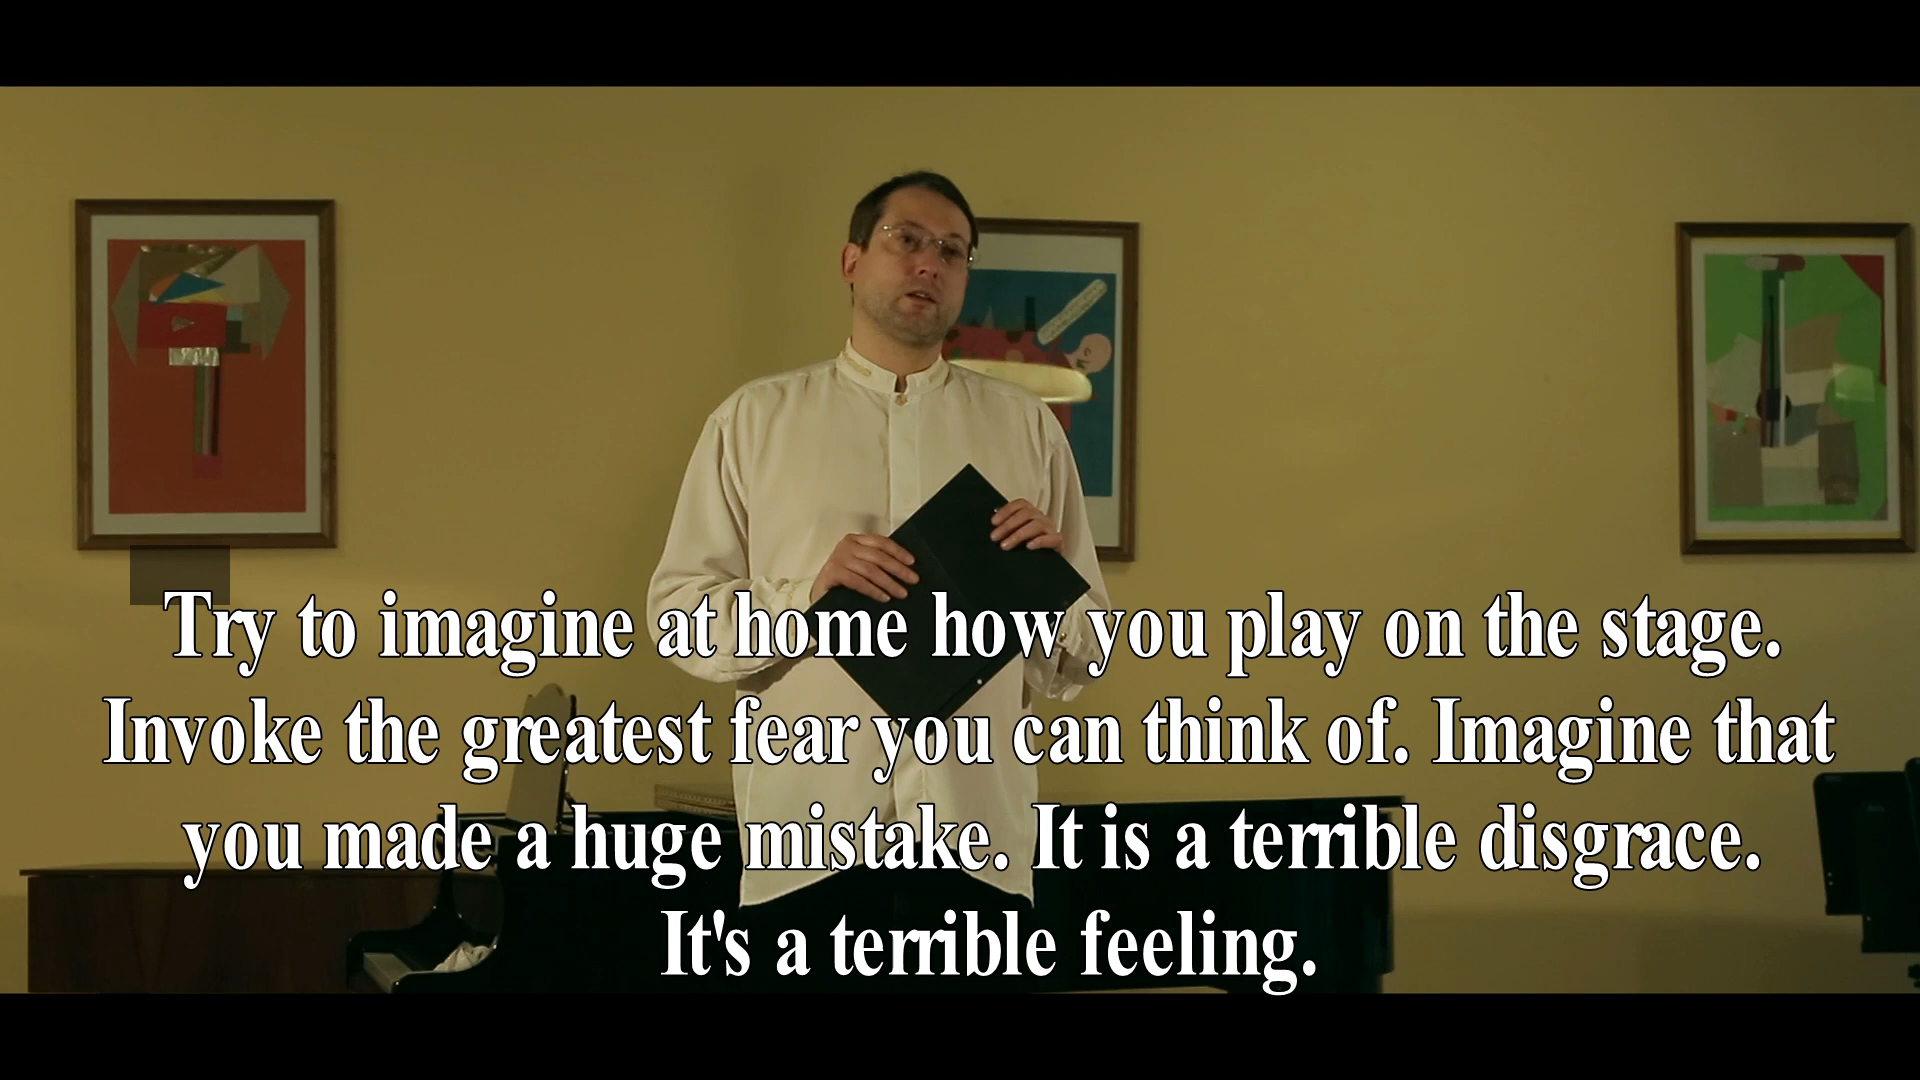 Try to imagine at home how you play on the stage.
Invoke the greatest fear you can think of. Imagine that
you made a huge mistake. It is a terrible disgrace.
It's a terrible feeling.